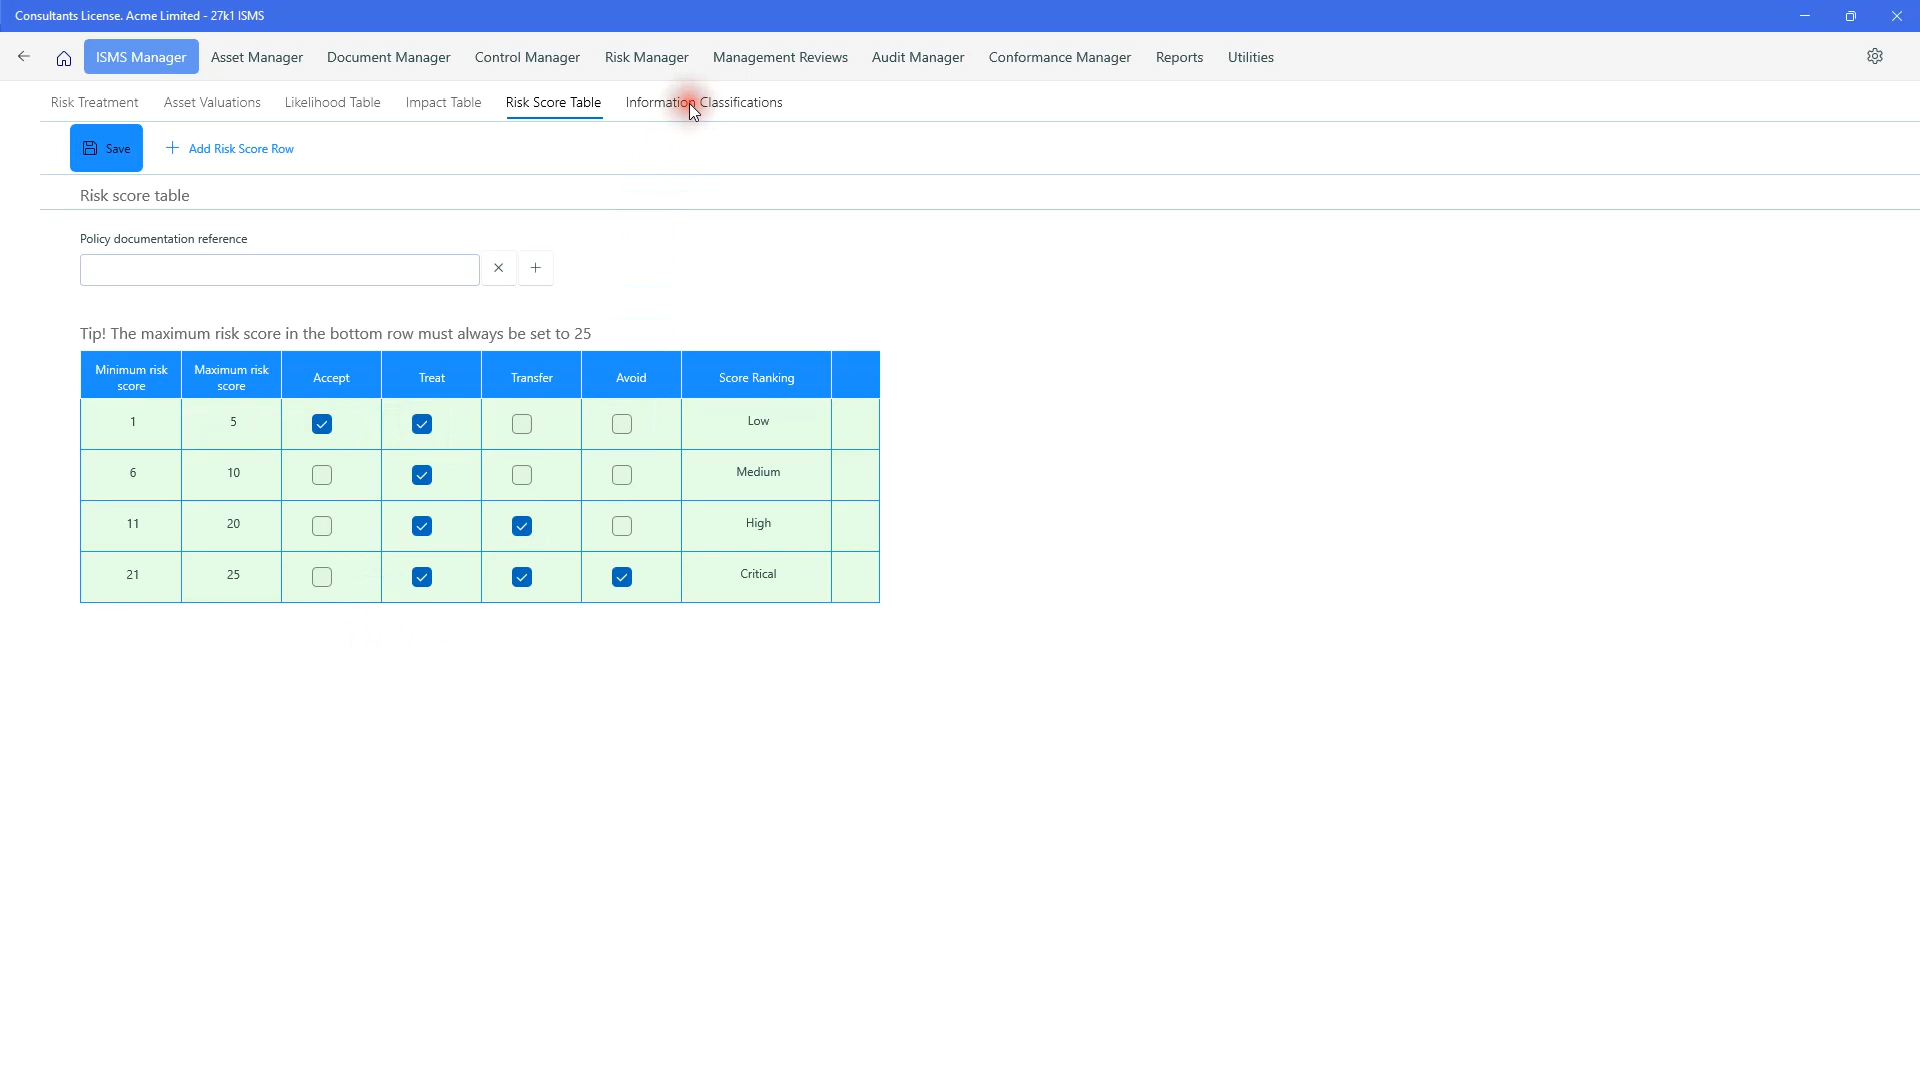 Consultants License. Acme Limited - 27k1 ISMS
ISMS Manager Asset Manager Document Manager Control Manager Risk Manager Management Reviews Audit Manager Conformance Manager Reports Utilities
Risk Treatment Asset Valuations Likelihood Table Impact Table Risk Score Table Information Classifications
Save Add Risk Score Row
Risk score table
Policy documentation reference
Tip! The maximum risk score in the bottom row must always be set to 25
Minimum risk score Maximum risk score Accept Treat Transfer Avoid Score Ranking
1 5 Low
6 10 Medium
11 20 High
21 25 Critical